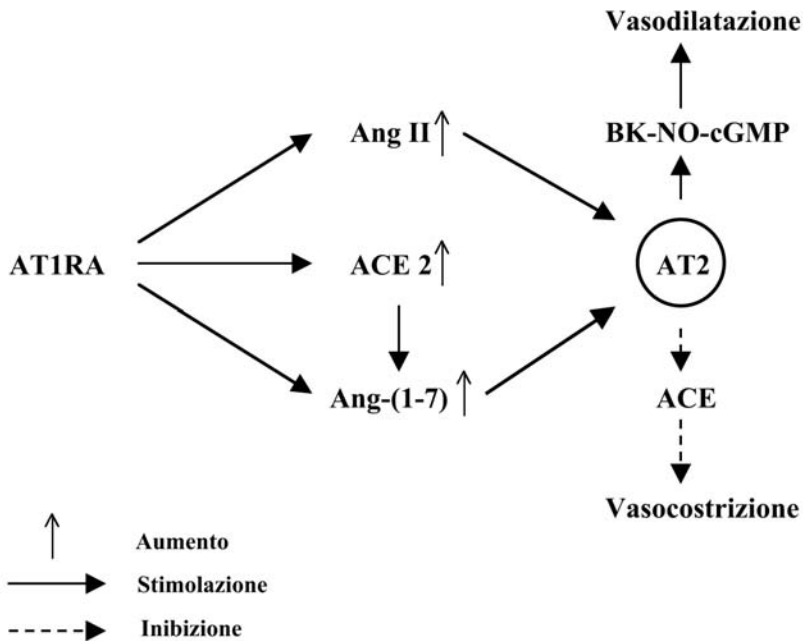 Vasodilatazione
Ang II
BK-NO-cGMP
AT1RA
ACE 2
AT2
Ang-(1-7)
ACE
Vasocostrizione
Aumento
Stimolazione
Inibizione